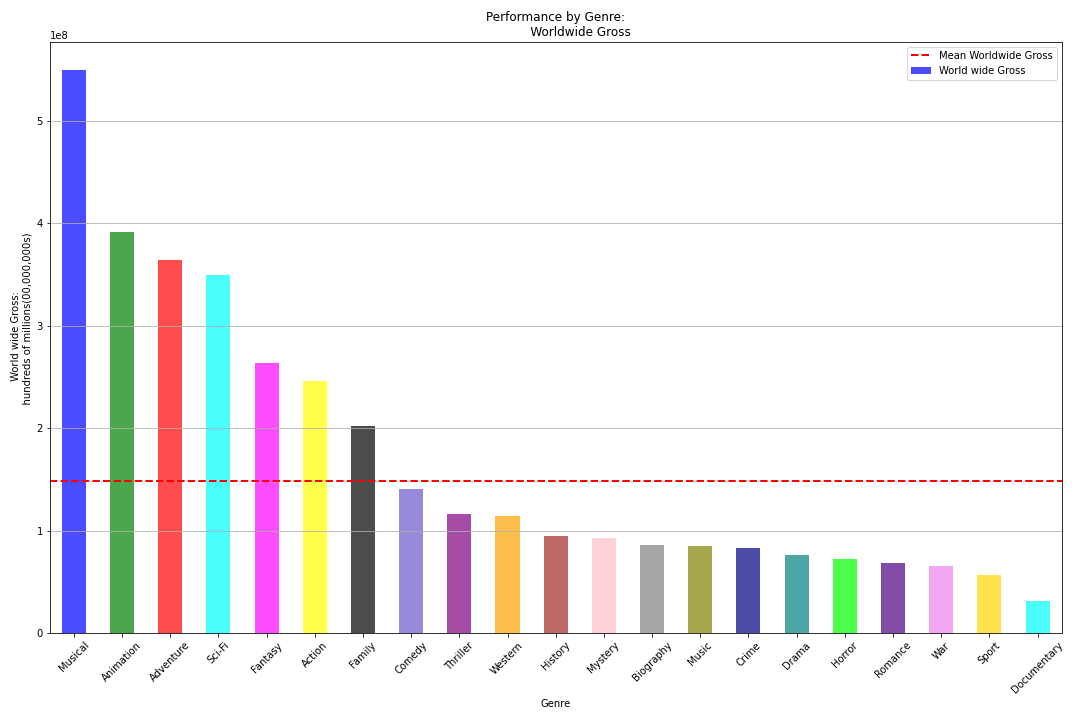 Performance by Genre:
Worldwide Gross
1e8
Mean Worldwide Gross
World wide Gross
World wide Gross:
hundreds of millions(00,000,000s)
5
4
3
2
1
0
Musical
Animation
Adventure
Sci-Fi
Fantasy
Action
Family
Comedy
Thriller
Western
History
Mystery
Biography
Music
Crime
Drama
Horror
Romance
War
Sport
Documentary
Genre